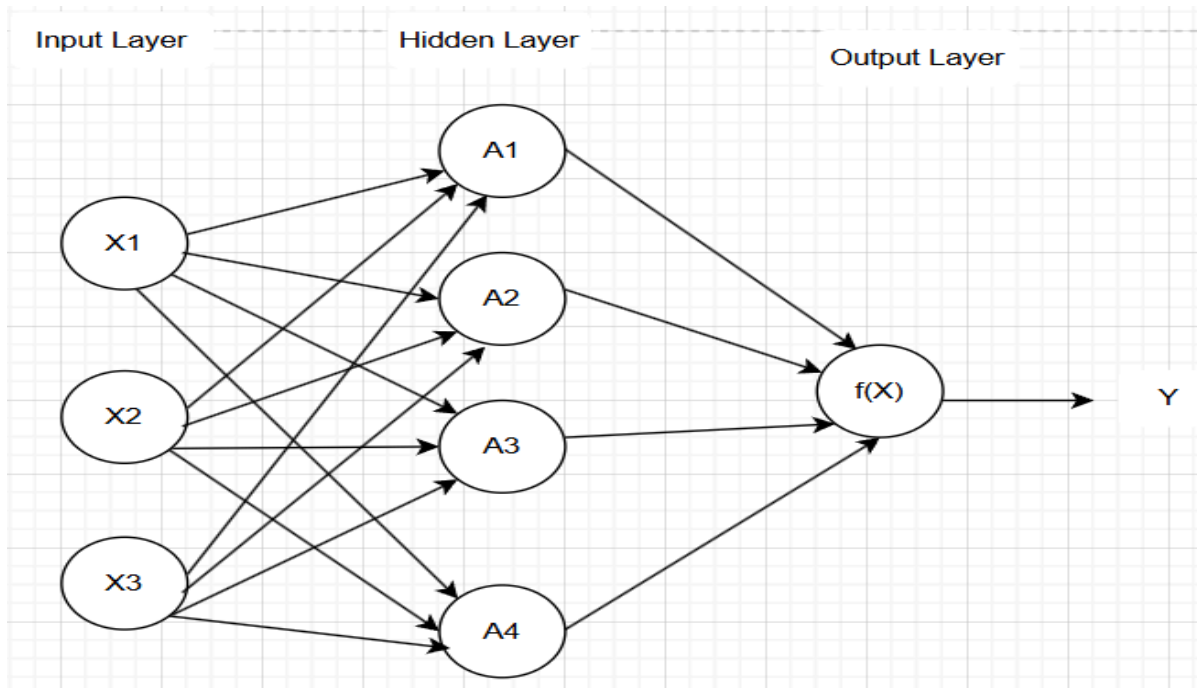 Input Layer
Hidden Layer
Output Layer
A1
X1
A2
X2
f(X)
Y
A3
X3
A4